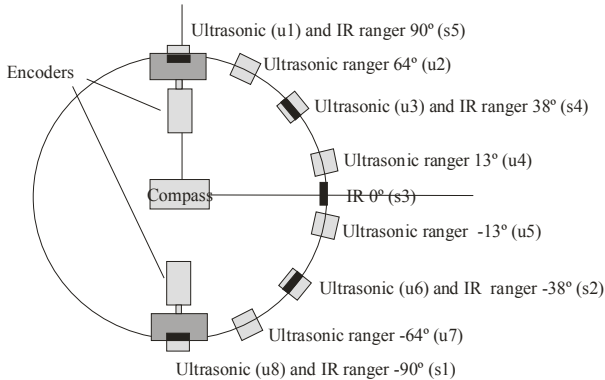 Ultrasonic (u1) and IR ranger 90º (s5)
Ultrasonic ranger 64º (u2)
Encoders
Ultrasonic (u3) and IR ranger 38º (s4)
Ultrasonic ranger 13º (u4)
Compass
IR 0º (s3)
Ultrasonic ranger -13º (u5)
Ultrasonic (u6) and IR ranger -38º (s2)
Ultrasonic ranger -64º (u7)
Ultrasonic (u8) and IR ranger -90º (s1)